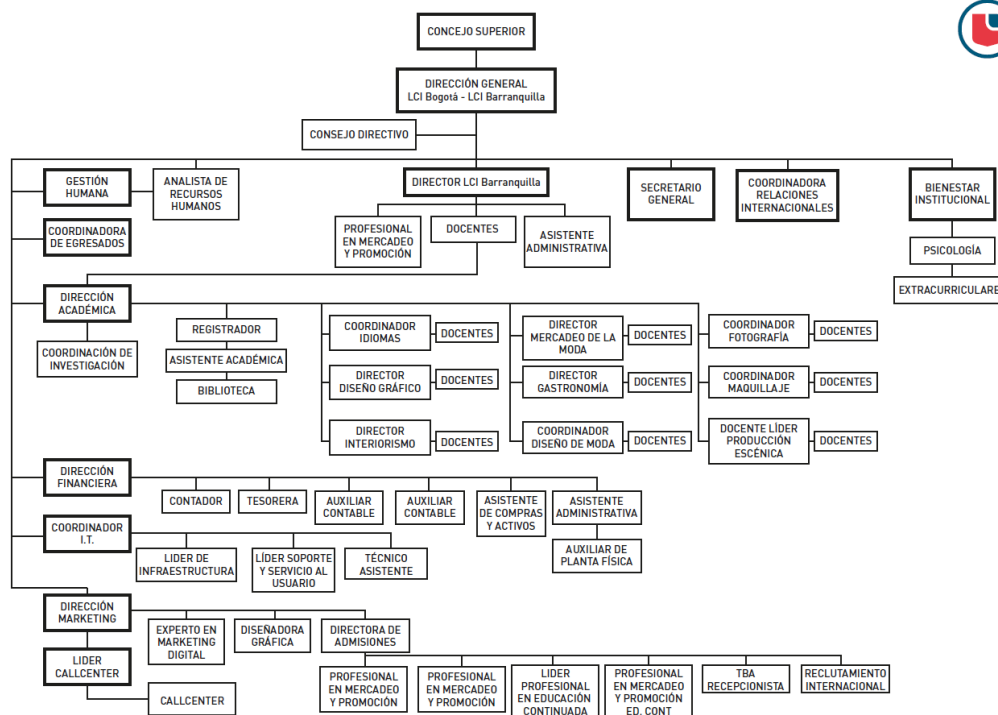 CONCEJO SUPERIOR
DIRECCIÓN GENERAL
LCI Bogotá - LCI Barranquilla
CONSEJO DIRECTIVO
GESTIÓN
HUMANA
ANALISTA DE
RECURSOS
HUMANOS
DIRECTOR LCI Barranquilla
SECRETARIO
GENERAL
COORDINADORA
RELACIONES
INTERNACIONALES
BIENESTAR
INSTITUCIONAL
COORDINADORA
DE EGRESADOS
PROFESIONAL
EN MERCADEO
Y PROMOCIÓN
DOCENTES
ASISTENTE
ADMINISTRATIVA
PSICOLOGÍA
EXTRACURRICULARE
DIRECCIÓN
ACADÉMICA
COORDINACIÓN DE
INVESTIGACIÓN
REGISTRADOR
ASISTENTE ACADÉMICA
BIBLIOTECA
COORDINADOR
IDIOMAS
DOCENTES
DIRECTOR
DISEÑO GRÁFICO
DOCENTES
DIRECTOR
INTERIORISMO
DOCENTES
DIRECTOR
MERCADEO DE LA
MODA
DOCENTES
DIRECTOR
GASTRONOMÍA
DOCENTES
COORDINADOR
DISEÑO DE MODA
DOCENTES
COORDINADOR
FOTOGRAFÍA
DOCENTES
COORDINADOR
MAQUILLAJE
DOCENTES
DOCENTE LÍDER
PRODUCCIÓN
ESCÉNICA
DOCENTES
DIRECCIÓN
FINANCIERA
CONTADOR
TESORERA
AUXILIAR
CONTABLE
AUXILIAR
CONTABLE
ASISTENTE
DE COMPRAS
Y ACTIVOS
ASISTENTE
ADMINISTRATIVA
AUXILIAR DE
PLANTA FÍSICA
COORDINADOR
I.T.
LIDER DE
INFRAESTRUCTURA
LÍDER SOPORTE
Y SERVICIO AL
USUARIO
TÉCNICO
ASISTENTE
DIRECCIÓN
MARKETING
EXPERTO EN
MARKETING
DIGITAL
DISEÑADORA
GRÁFICA
DIRECTORA DE
ADMISIONES
LIDER
CALLCENTER
CALLCENTER
PROFESIONAL
EN MERCADEO
Y PROMOCIÓN
PROFESIONAL
EN MERCADEO
Y PROMOCIÓN
LIDER
PROFESIONAL
EN EDUCACIÓN
CONTINUADA
PROFESIONAL
EN MERCADEO
Y PROMOCIÓN
ED. CONT
TBA
RECEPCIONISTA
RECLUTAMIENTO
INTERNACIONAL